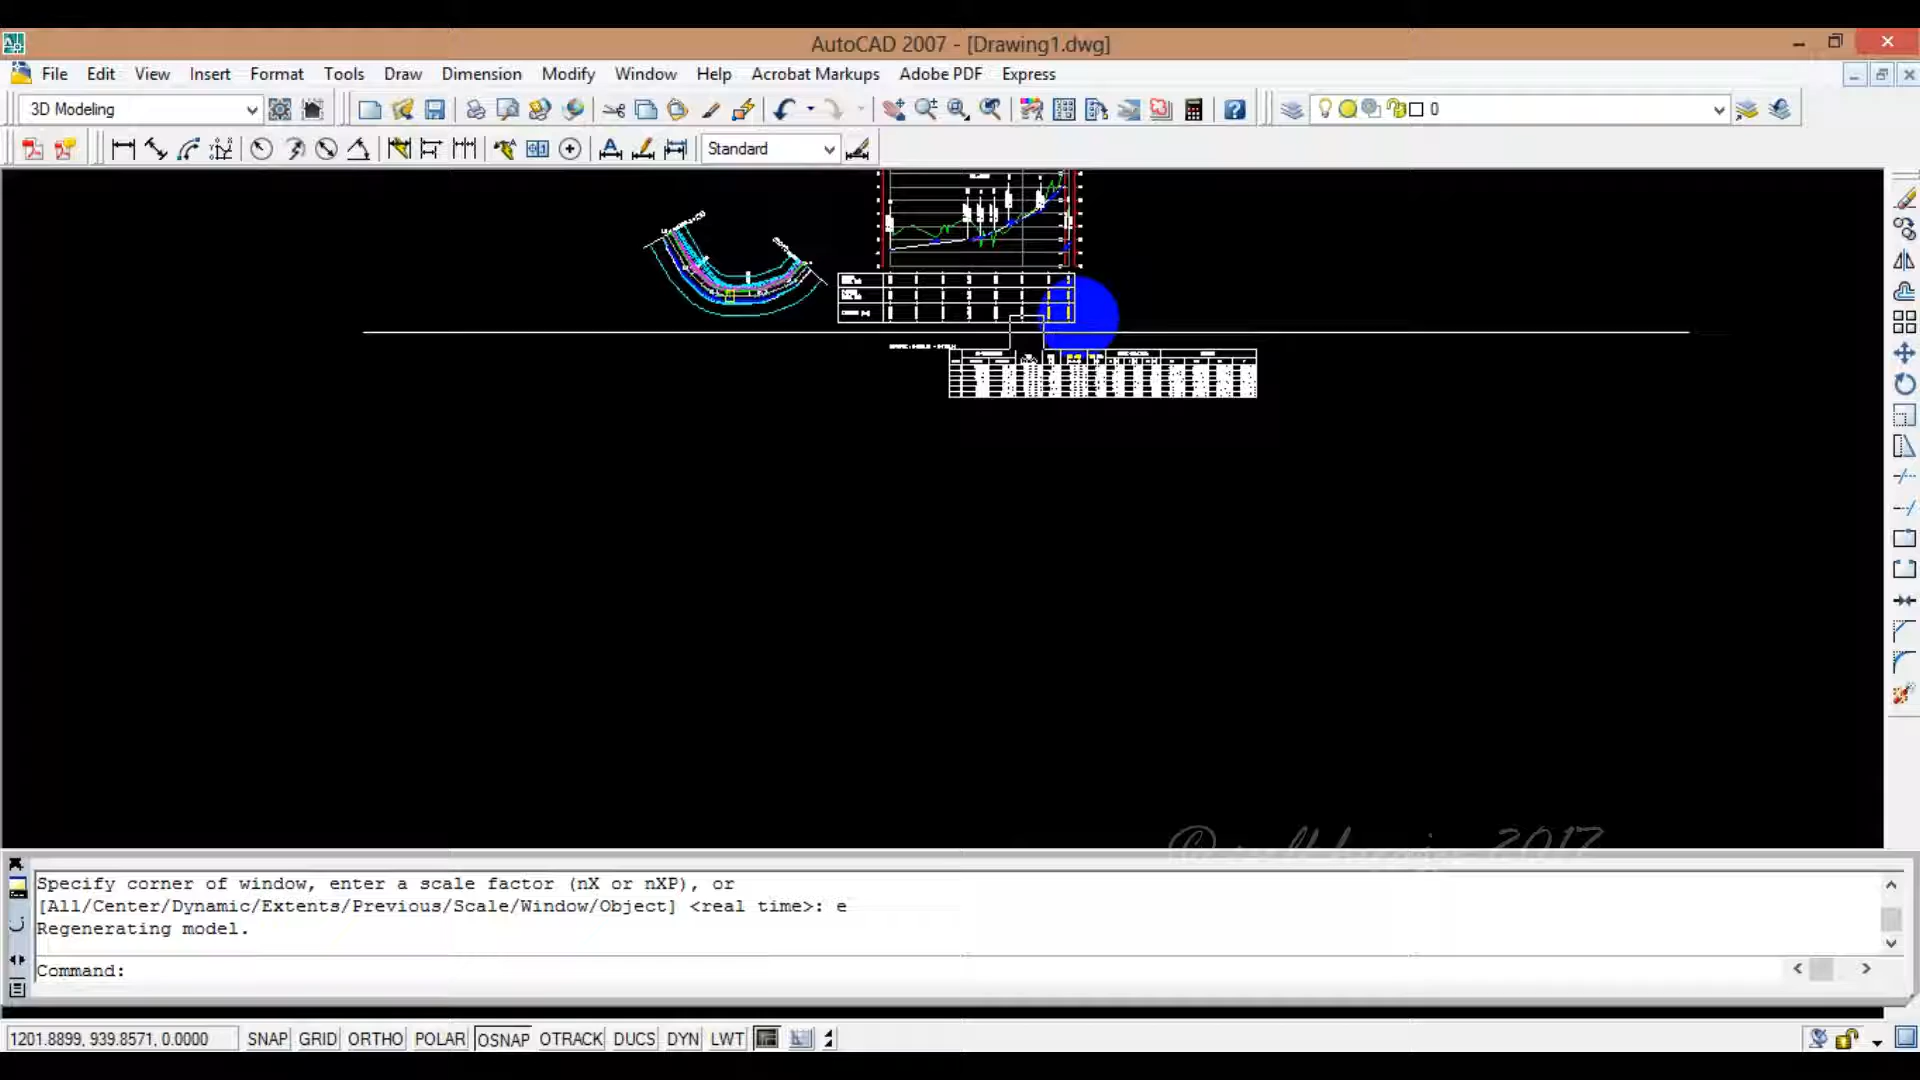 AutoCAD 2007 - [Drawing1.dwg]
File Edit View Insert Format Tools Draw Dimension Modify Window Help Acrobat Markups Adobe PDF Express
3D Modeling
0
Standard
2017
Specify corner of window, enter a scale factor (nX or nXP), or
[All/Center/Dynamic/Extents/Previous/Scale/Window/Object] <real time>: e
Regenerating model.
Command:
1201.8899, 939.8571, 0.0000 SNAP GRID ORTHO POLAR OSNAP OTRACK DUCS DYN LWT